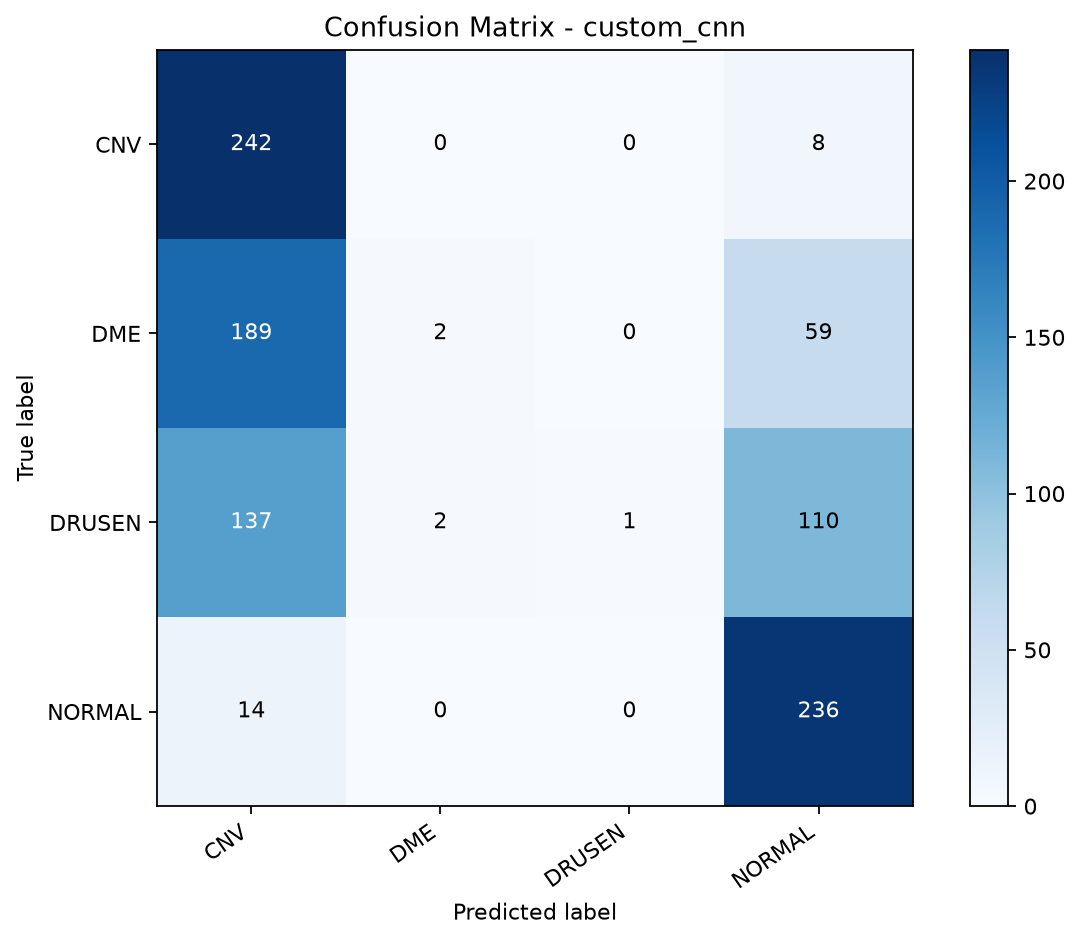 Confusion Matrix - custom_cnn
CNV 242 0 0 8
DME 189 2 0 59
DRUSEN 137 2 1 110
NORMAL 14 0 0 236
CNV DME DRUSEN NORMAL
Predicted label
True label
200
150
100
50
0